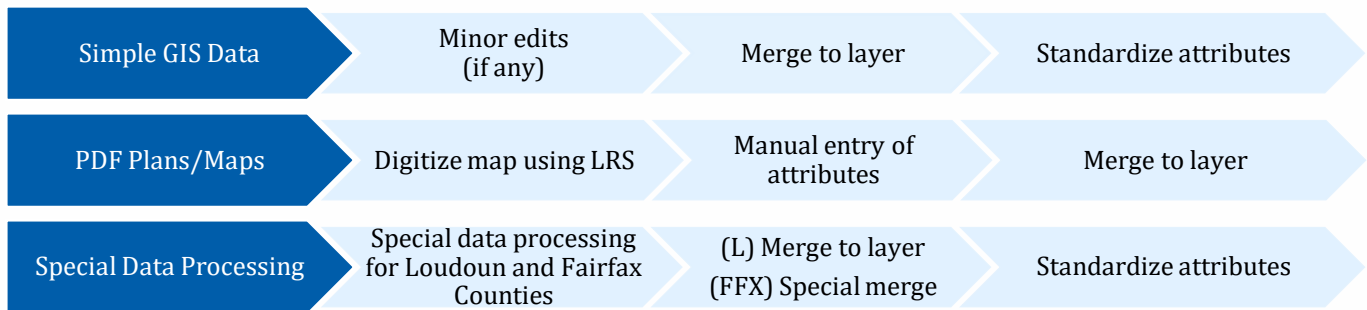 Simple GIS Data
Minor edits
(if any)
Merge to layer
Standardize attributes
PDF Plans/Maps
Digitize map using LRS
Manual entry of
attributes
Merge to layer
Special Data Processing
Special data processing
for Loudoun and Fairfax
Counties
(L) Merge to layer
(FFX) Special merge
Standardize attributes